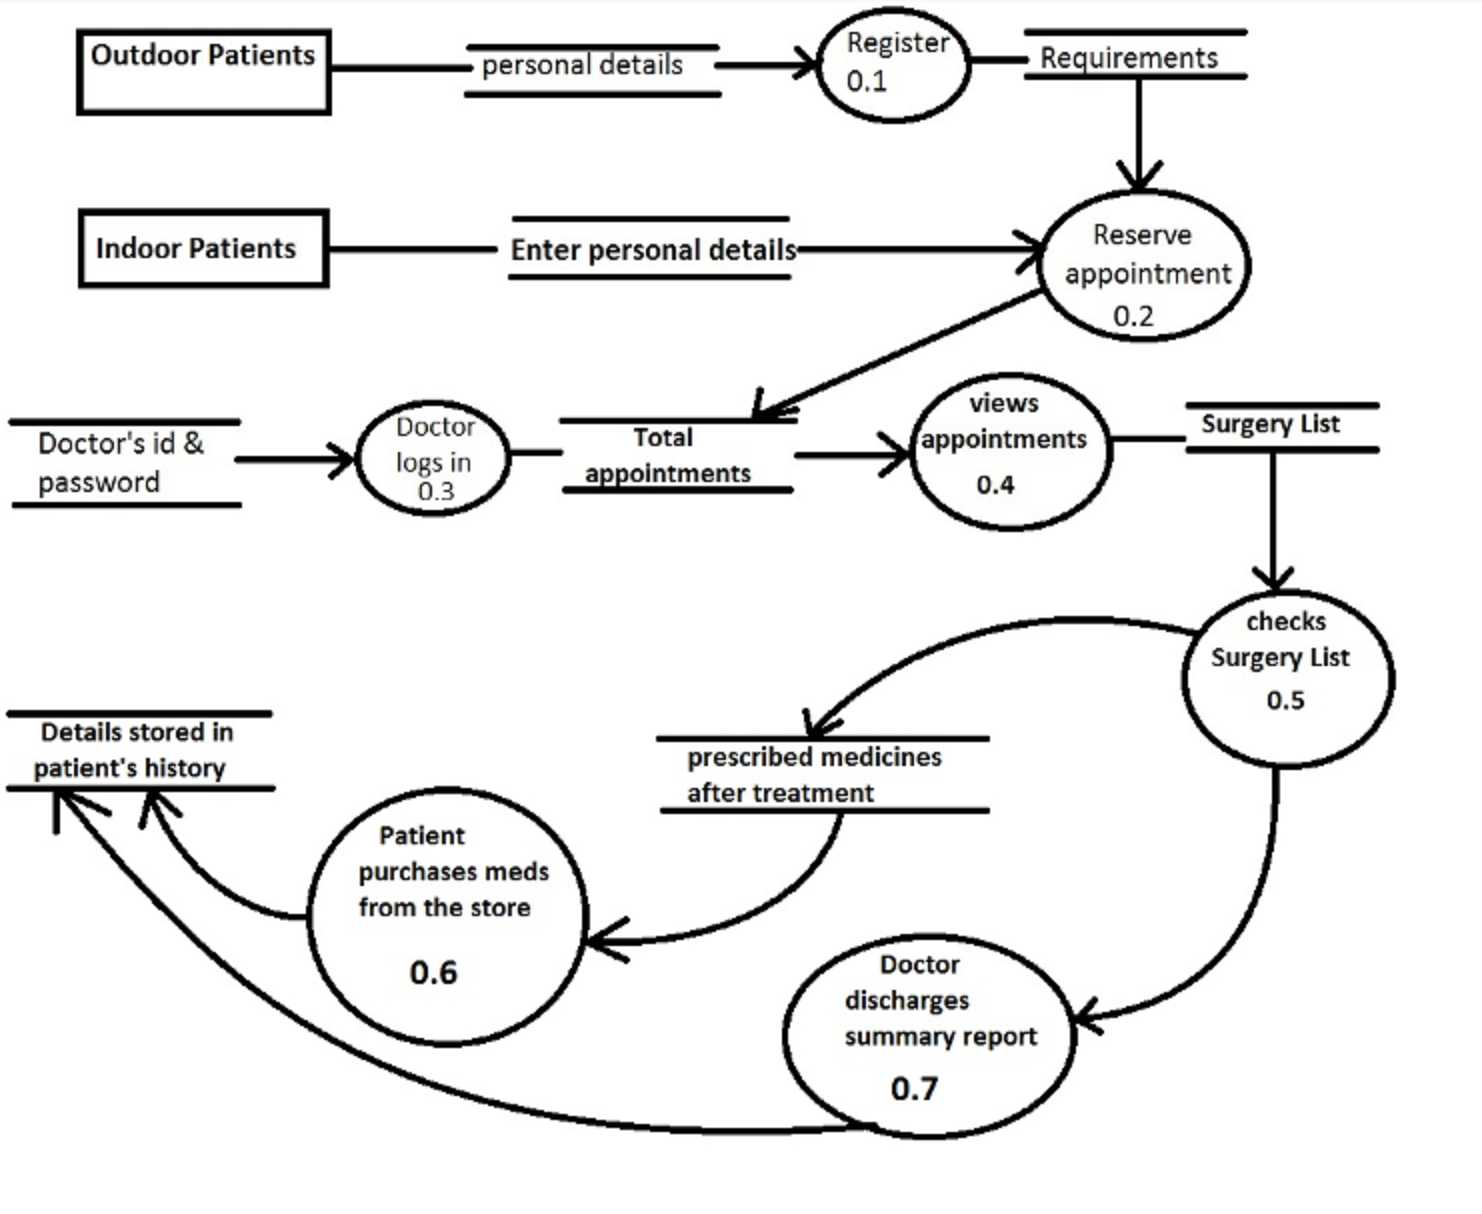 Outdoor Patients
personal details
Register
0.1
Requirements
Indoor Patients
Enter personal details
Reserve
appointment
0.2
Doctor's id &
password
Doctor
logs in
0.3
Total
appointments
views
appointments
0.4
Surgery List
checks
Surgery List
0.5
Details stored in
patient's history
prescribed medicines
after treatment
Patient
purchases meds
from the store
0.6
Doctor
discharges
summary report
0.7